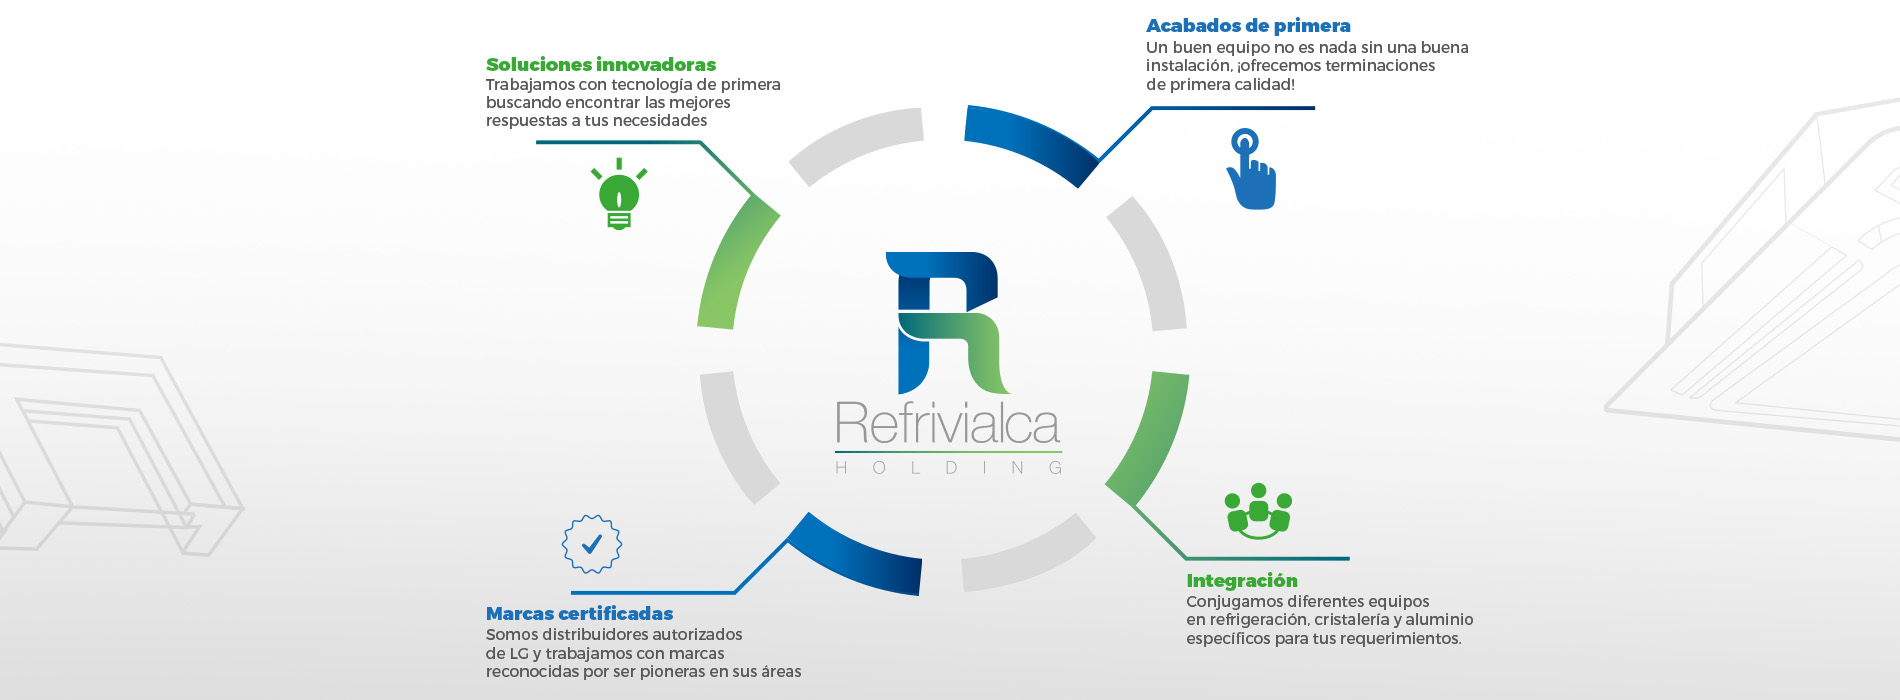 Soluciones innovadoras
Trabajamos con tecnología de primera
buscando encontrar las mejores
respuestas a tus necesidades
Acabados de primera
Un buen equipo no es nada sin una buena
instalación, ¡ofrecemos terminaciones
de primera calidad!
Refrivialca
HOLDING
Marcas certificadas
Somos distribuidores autorizados
de LG y trabajamos con marcas
reconocidas por ser pioneras en sus áreas
Integración
Conjugamos diferentes equipos
en refrigeración, cristalería y aluminio
específicos para tus requerimientos.